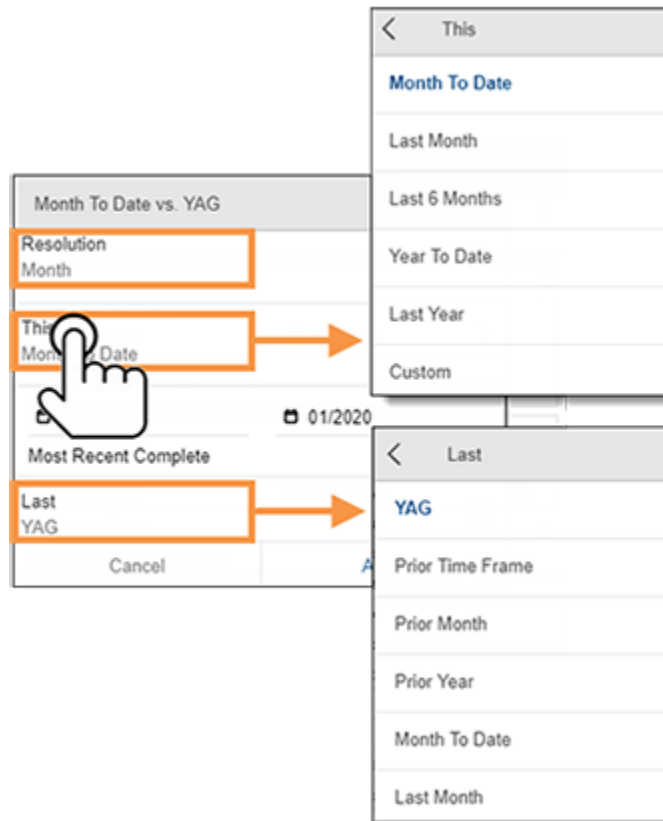 Month To Date vs. YAG
Resolution
Month
This
Month To Date
01/2020
Most Recent Complete
Last
YAG
Cancel
A
This
Month To Date
Last Month
Last 6 Months
Year To Date
Last Year
Custom
Last
YAG
Prior Time Frame
Prior Month
Prior Year
Month To Date
Last Month